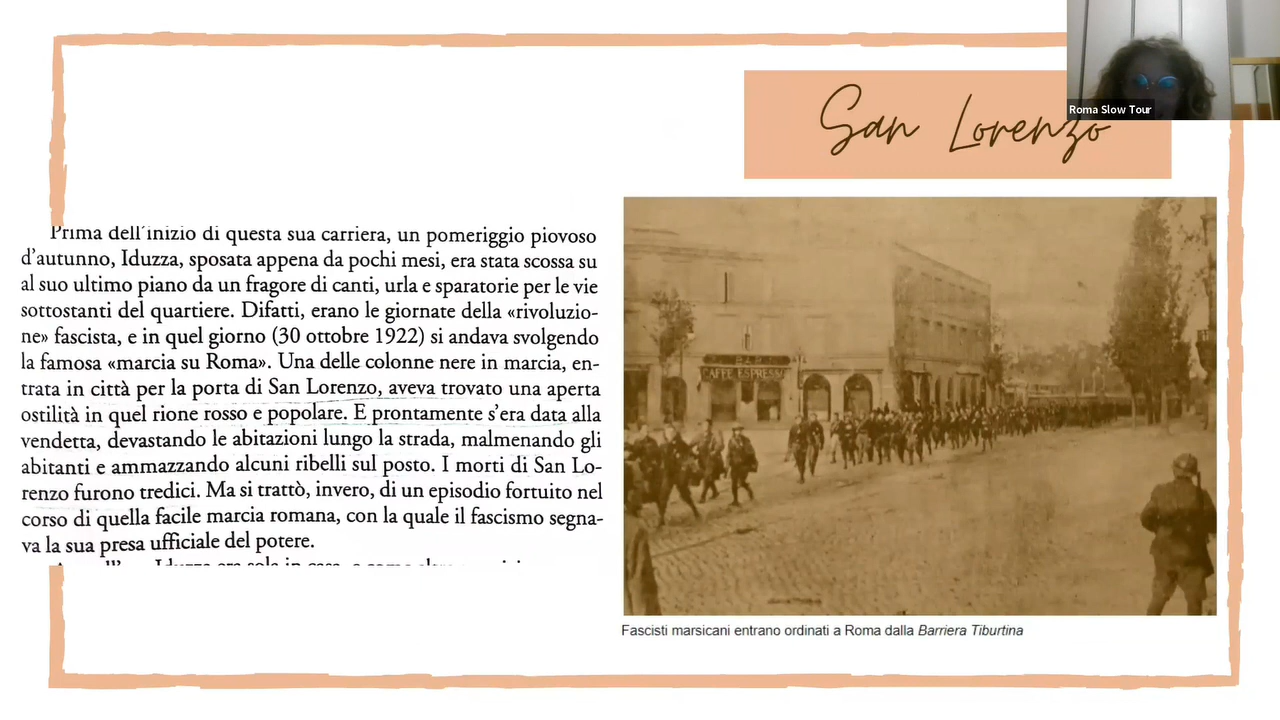 Roma Slow Tour
San Lorenzo
Prima dell'inizio di questa sua carriera, un pomeriggio piovoso
d'autunno, Iduzza, sposata appena da pochi mesi, era stata scossa su
al suo ultimo piano da un fragore di canti, urla e sparatorie per le vie
sottostanti del quartiere. Difatti, erano le giornate della «rivoluzio-
ne» fascista, e in quel giorno (30 ottobre 1922) si andava svolgendo
la famosa «marcia su Roma». Una delle colonne nere in marcia, en-
trata in città per la porta di San Lorenzo, aveva trovato una aperta
ostilità in quel rione rosso e popolare. E prontamente s'era data alla
vendetta, devastando le abitazioni lungo la strada, malmenando gli
abitanti e ammazzando alcuni ribelli sul posto. I morti di San Lo-
renzo furono tredici. Ma si trattò, invero, di un episodio fortuito nel
corso di quella facile marcia romana, con la quale il fascismo segna-
va la sua presa ufficiale del potere.
CAFFE ESPRESSO
Fascisti marsicani entrano ordinati a Roma dalla Barriera Tiburtina